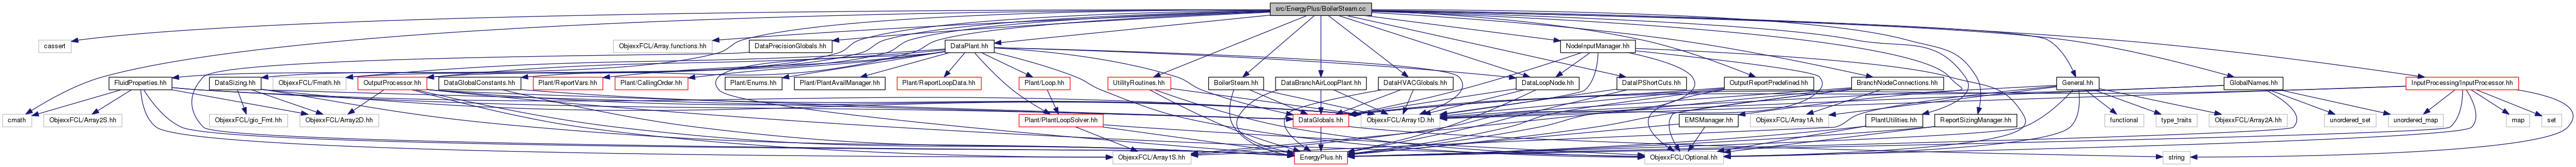 src/EnergyPlus/BoilerSteam.cc
cassert
ObjexxFCL/Array.functions.hh
DataPrecisionGlobals.hh
DataPlant.hh
NodeInputManager.hh
FluidProperties.hh
DataSizing.hh
ObjexxFCL/Fmath.hh
OutputProcessor.hh
DataGlobalConstants.hh
Plant/ReportVars.hh
Plant/CallingOrder.hh
Plant/Enums.hh
Plant/PlantAvailManager.hh
Plant/ReportLoopData.hh
Plant/Loop.hh
UtilityRoutines.hh
BoilerSteam.hh
DataBranchAirLoopPlant.hh
DataHVACGlobals.hh
DataLoopNode.hh
DataIPShortCuts.hh
OutputReportPredefined.hh
BranchNodeConnections.hh
General.hh
GlobalNames.hh
InputProcessing/InputProcessor.hh
cmath
ObjexxFCL/Array2S.hh
ObjexxFCL/gio_Fmt.hh
ObjexxFCL/Array2D.hh
Plant/PlantLoopSolver.hh
DataGlobals.hh
ObjexxFCL/Array1D.hh
EMSManager.hh
ObjexxFCL/Array1A.hh
PlantUtilities.hh
ReportSizingManager.hh
functional
type_traits
ObjexxFCL/Array2A.hh
unordered_set
unordered_map
map
set
ObjexxFCL/Array1S.hh
EnergyPlus.hh
ObjexxFCL/Optional.hh
string